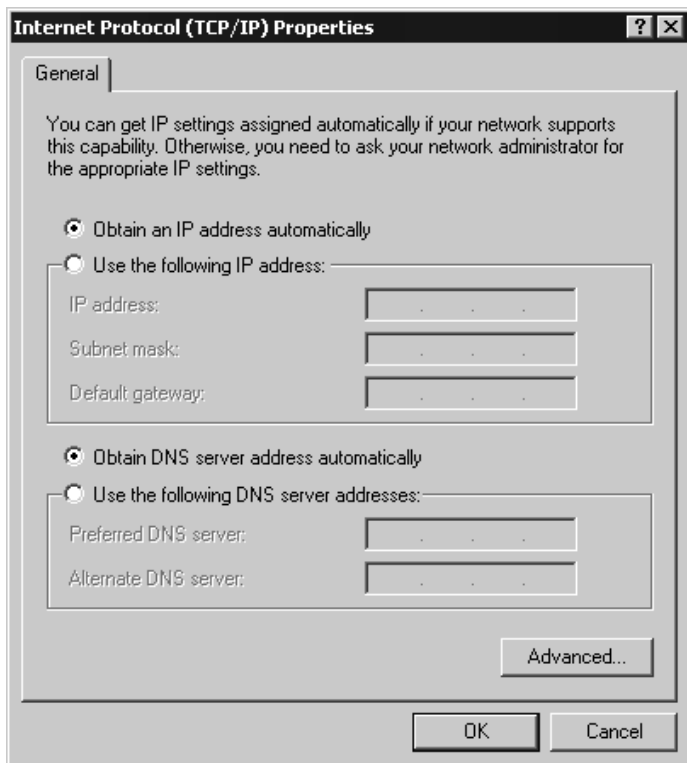 Internet Protocol (TCP/IP) Properties
General
You can get IP settings assigned automatically if your network supports
this capability. Otherwise, you need to ask your network administrator for
the appropriate IP settings.
Obtain an IP address automatically
Use the following IP address:
IP address:
Subnet mask:
Default gateway:
Obtain DNS server address automatically
Use the following DNS server addresses:
Preferred DNS server:
Alternate DNS server:
Advanced...
OK
Cancel